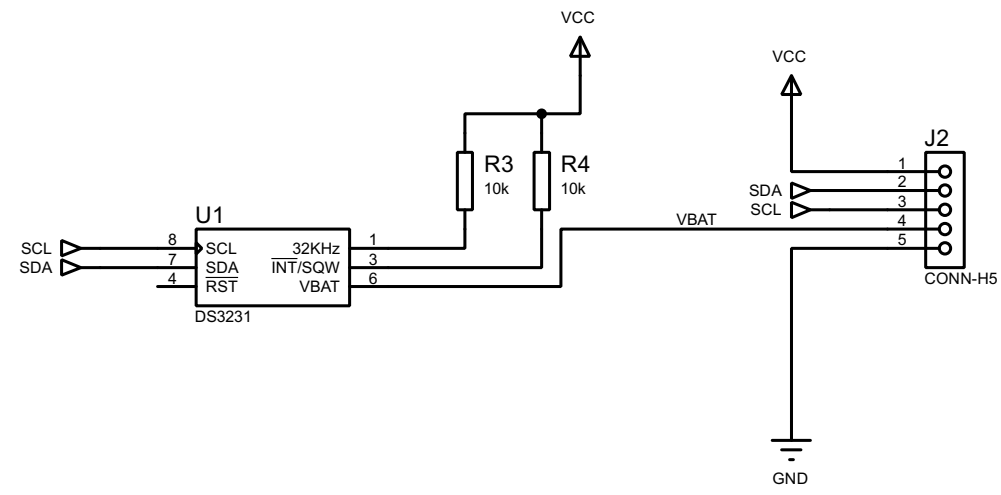 VCC
VCC
J2
R3
10k
R4
10k
1
SDA
2
SCL
3
VBAT
4
5
CONN-H5
U1
SCL
8
SCL
32KHz
1
SDA
7
SDA
INT/SQW
3
4
RST
VBAT
6
DS3231
GND